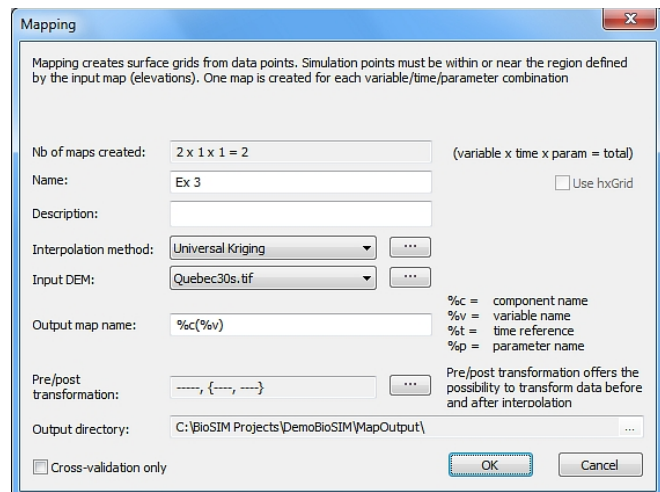 Mapping
Mapping creates surface grids from data points. Simulation points must be within or near the region defined
by the input map (elevations). One map is created for each variable/time/parameter combination
Nb of maps created: 2 x 1 x 1 = 2 (variable x time x param = total)
Name: Ex 3 Use hxGrid
Description:
Interpolation method: Universal Kriging ...
Input DEM: Quebec30s.tif ...
%c = component name
%v = variable name
%t = time reference
%p = parameter name
Output map name: %c(%v)
Pre/post
transformation: -----, {----, ----} ...
Pre/post transformation offers the
possibility to transform data before
and after interpolation
Output directory: C:\BioSIM Projects\DemoBioSIM\MapOutput\ ...
Cross-validation only OK Cancel